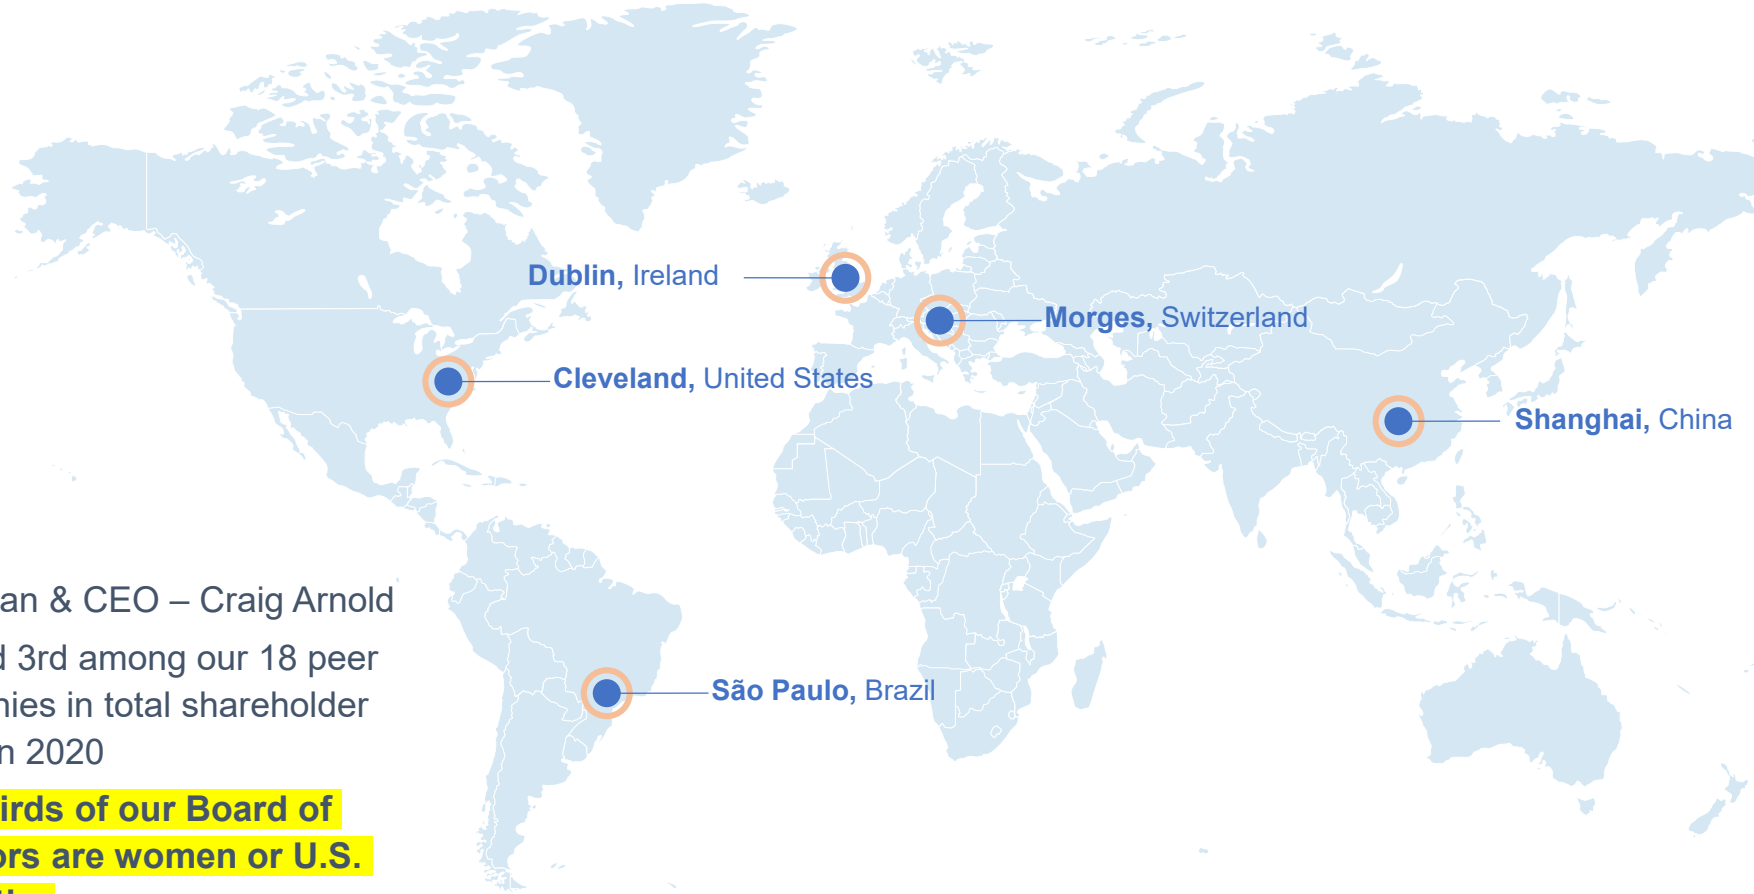 Dublin, Ireland
Morges, Switzerland
Cleveland, United States
Shanghai, China
São Paulo, Brazil
an & CEO – Craig Arnold
3rd among our 18 peer
nies in total shareholder
n 2020
irds of our Board of
ors are women or U.S.